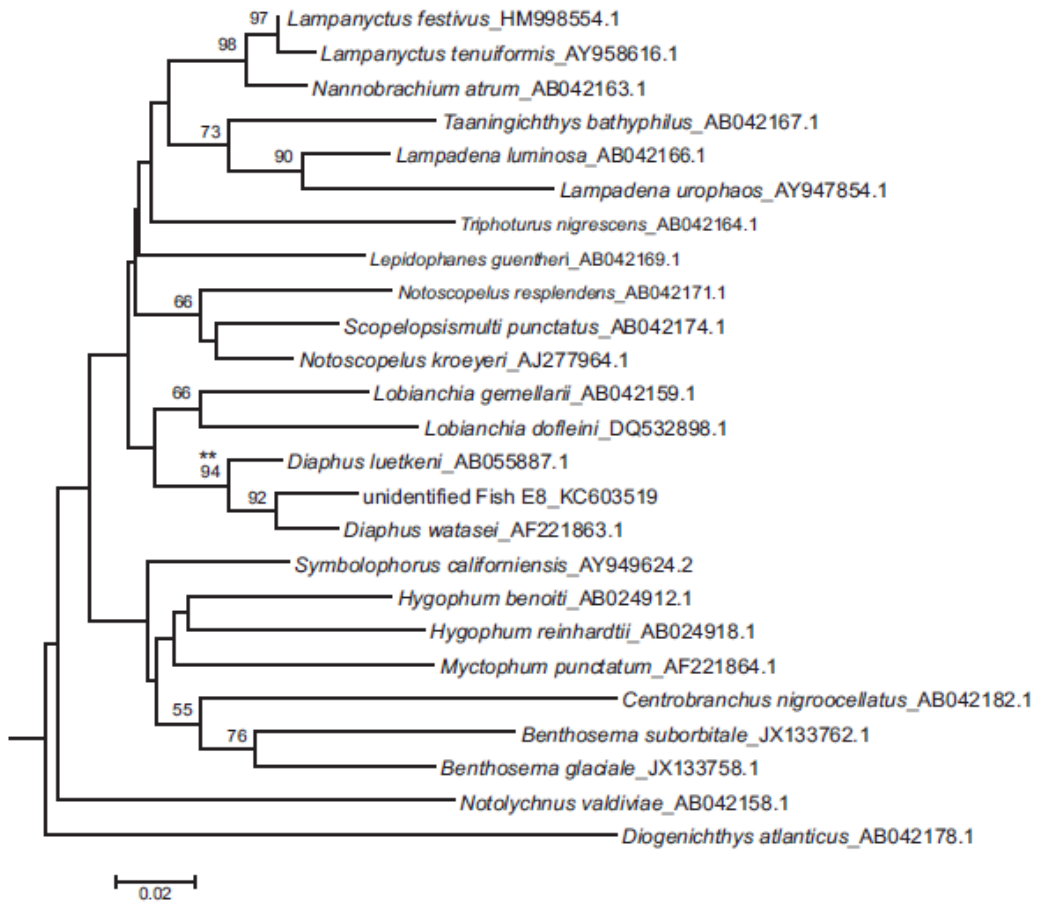 97 Lampanyctus festivus_HM998554.1
98 Lampanyctus tenuiformis_AY958616.1
Nannobrachium atrum_AB042163.1
73 Taaningichthys bathyphilus_AB042167.1
90 Lampadena luminosa_AB042166.1
Lampadena urophaos_AY947854.1
Triphoturus nigrescens_AB042164.1
Lepidophanes guentheri_AB042169.1
66 Notoscopelus resplendens_AB042171.1
Scopelopsismulti punctatus_AB042174.1
Notoscopelus kroeyeri_AJ277964.1
66 Lobianchia gemellarii_AB042159.1
Lobianchia dofleini_DQ532898.1
** Diaphus luetkeni_AB055887.1
94
92 unidentified Fish E8_KC603519
Diaphus watasei_AF221863.1
Symbolophorus californiensis_AY949624.2
Hygophum benoiti_AB024912.1
Hygophum reinhardtii_AB024918.1
Myctophum punctatum_AF221864.1
55 Centrobranchus nigroocellatus_AB042182.1
76 Benthosema suborbitale_JX133762.1
Benthosema glaciale_JX133758.1
Notolychnus valdiviae_AB042158.1
Diogenichthys atlanticus_AB042178.1
0.02